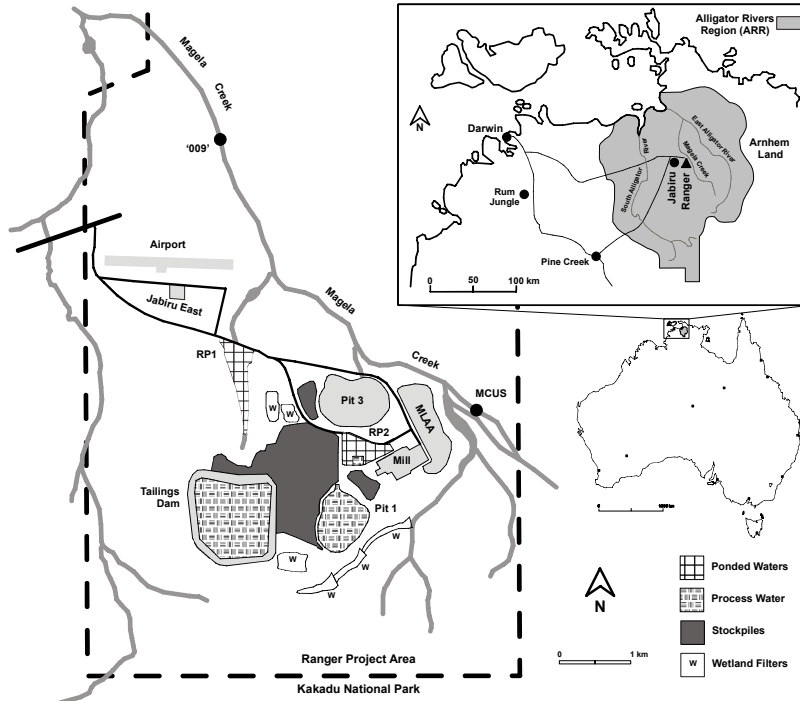 Magela
Creek
'009'
Airport
Jabiru East
RP1
Magela
Creek
MCUS
Pit 3
MLAA
RP2
Mill
Pit 1
Tailings
Dam
W
W
W
W
W
W
Ranger Project Area
Kakadu National Park
Alligator Rivers
Region (ARR)
N
Darwin
Rum
Jungle
Pine Creek
South Alligator
River
East Alligator River
Magela Creek
Arnhem
Land
Jabiru
Ranger
0 50 100 km
0 1000 km
N
0 1 km
Ponded Waters
Process Water
Stockpiles
W Wetland Filters